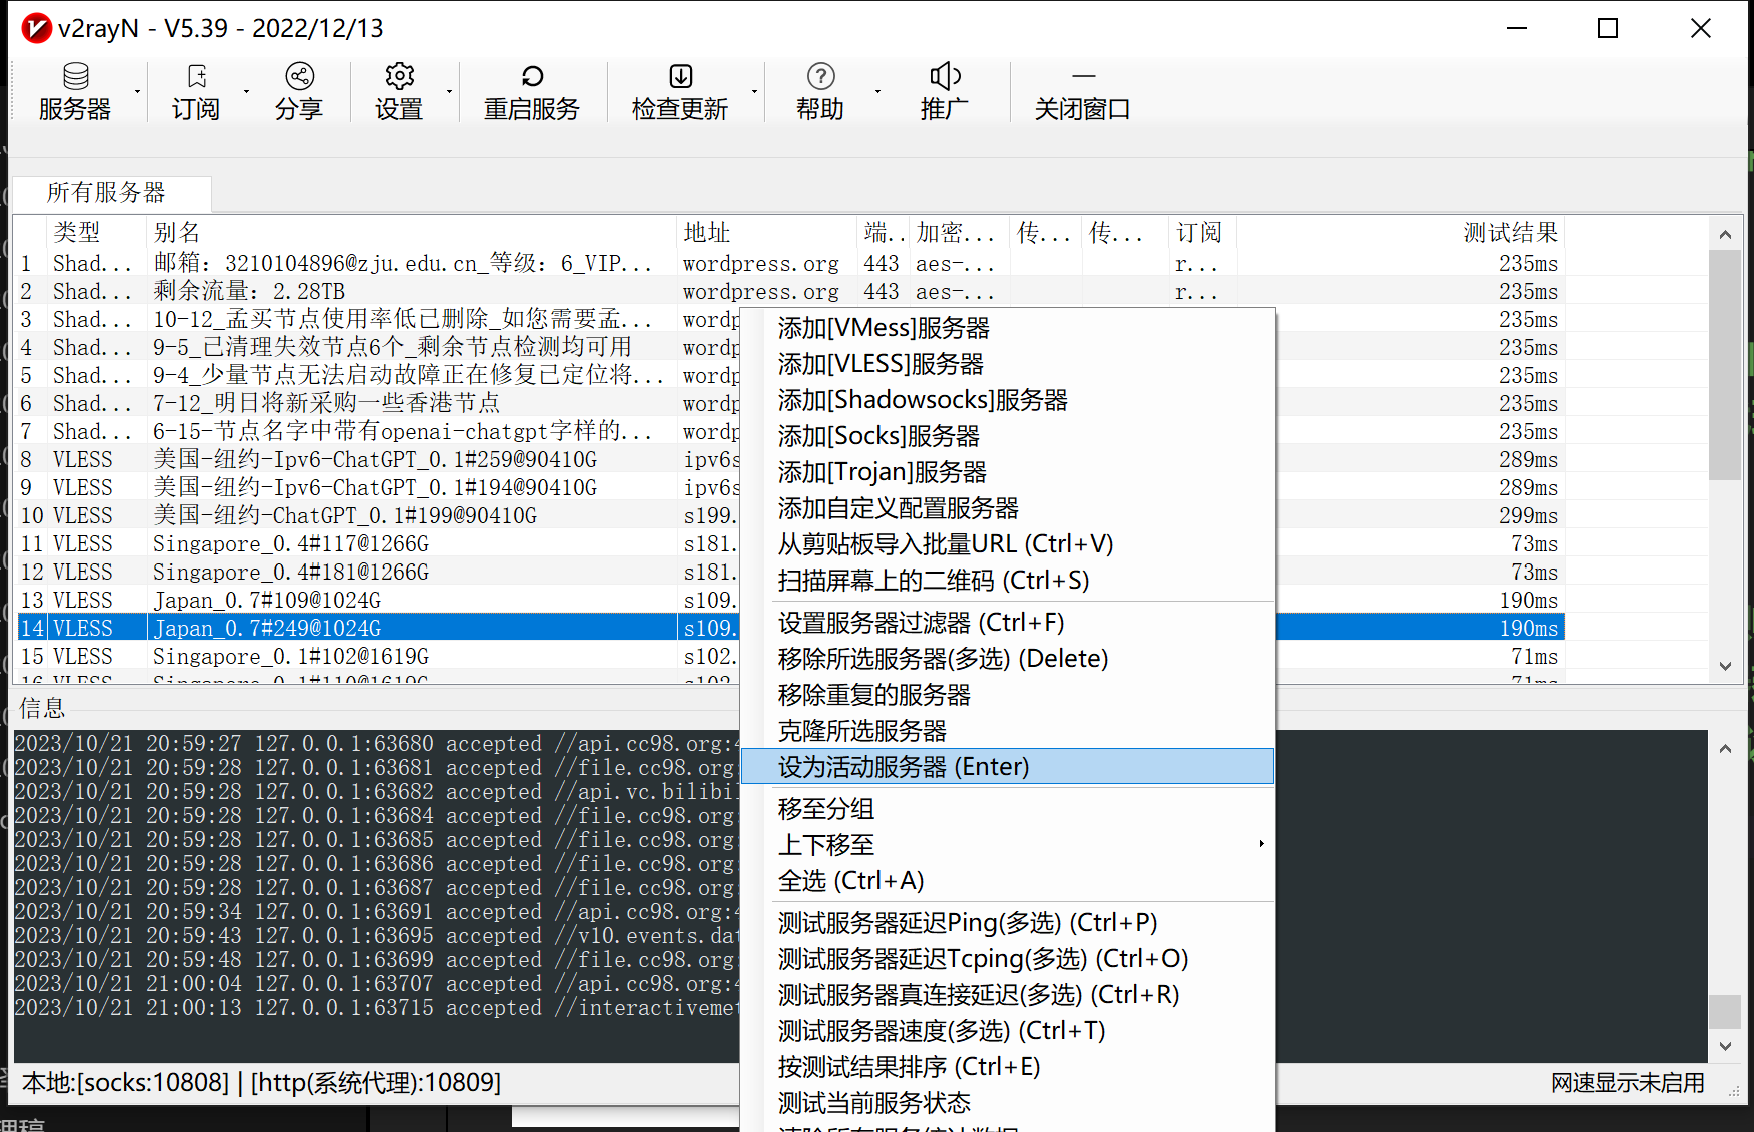 v2rayN - V5.39 - 2022/12/13
服务器 订阅 分享 设置 重启服务 检查更新 帮助 推广 关闭窗口
所有服务器
类型 别名 地址 端.. 加密... 传... 传... 订阅 测试结果
1 Shad... 邮箱: 3210104896@zju.edu.cn_等级: 6_VIP... wordpress.org 443 aes-... r... 235ms
2 Shad... 剩余流量: 2.28TB wordpress.org 443 aes-... r... 235ms
3 Shad... 10-12_孟买节点使用率低已删除_如您需要孟... wordp 235ms
4 Shad... 9-5_已清理失效节点6个_剩余节点检测均可用 wordp 235ms
5 Shad... 9-4_少量节点无法启动故障正在修复已定位将... wordp 235ms
6 Shad... 7-12_明日将新采购一些香港节点 wordp 235ms
7 Shad... 6-15-节点名字中带有openai-chatgpt字样的... wordp 235ms
8 VLESS 美国-纽约-Ipv6-ChatGPT_0.1#259@90410G ipv6s 289ms
9 VLESS 美国-纽约-Ipv6-ChatGPT_0.1#194@90410G ipv6s 289ms
10 VLESS 美国-纽约-ChatGPT_0.1#199@90410G s199. 299ms
11 VLESS Singapore_0.4#117@1266G s181. 73ms
12 VLESS Singapore_0.4#181@1266G s181. 73ms
13 VLESS Japan_0.7#109@1024G s109. 190ms
14 VLESS Japan_0.7#249@1024G s109. 190ms
15 VLESS Singapore_0.1#102@1619G s102. 71ms
16 VLESS Singapore_0.1#110@1619G s102. 71ms
添加[VMess]服务器
添加[VLESS]服务器
添加[Shadowsocks]服务器
添加[Socks]服务器
添加[Trojan]服务器
添加自定义配置服务器
从剪贴板导入批量URL (Ctrl+V)
扫描屏幕上的二维码 (Ctrl+S)
设置服务器过滤器 (Ctrl+F)
移除所选服务器(多选) (Delete)
移除重复的服务器
克隆所选服务器
设为活动服务器 (Enter)
移至分组
上下移至
全选 (Ctrl+A)
测试服务器延迟Ping(多选) (Ctrl+P)
测试服务器延迟Tcping(多选) (Ctrl+O)
测试服务器真连接延迟(多选) (Ctrl+R)
测试服务器速度(多选) (Ctrl+T)
按测试结果排序 (Ctrl+E)
测试当前服务状态
清除所有服务统计数据
信息
2023/10/21 20:59:27 127.0.0.1:63680 accepted //api.cc98.org:4
2023/10/21 20:59:28 127.0.0.1:63681 accepted //file.cc98.org:
2023/10/21 20:59:28 127.0.0.1:63682 accepted //api.vc.bilibil
2023/10/21 20:59:28 127.0.0.1:63684 accepted //file.cc98.org:
2023/10/21 20:59:28 127.0.0.1:63685 accepted //file.cc98.org:
2023/10/21 20:59:28 127.0.0.1:63686 accepted //file.cc98.org:
2023/10/21 20:59:28 127.0.0.1:63687 accepted //file.cc98.org:
2023/10/21 20:59:34 127.0.0.1:63691 accepted //api.cc98.org:4
2023/10/21 20:59:43 127.0.0.1:63695 accepted //v10.events.dat
2023/10/21 20:59:48 127.0.0.1:63699 accepted //file.cc98.org:
2023/10/21 21:00:04 127.0.0.1:63707 accepted //api.cc98.org:4
2023/10/21 21:00:13 127.0.0.1:63715 accepted //interactivemet
本地:[socks:10808] | [http(系统代理):10809] 网速显示未启用
理稿